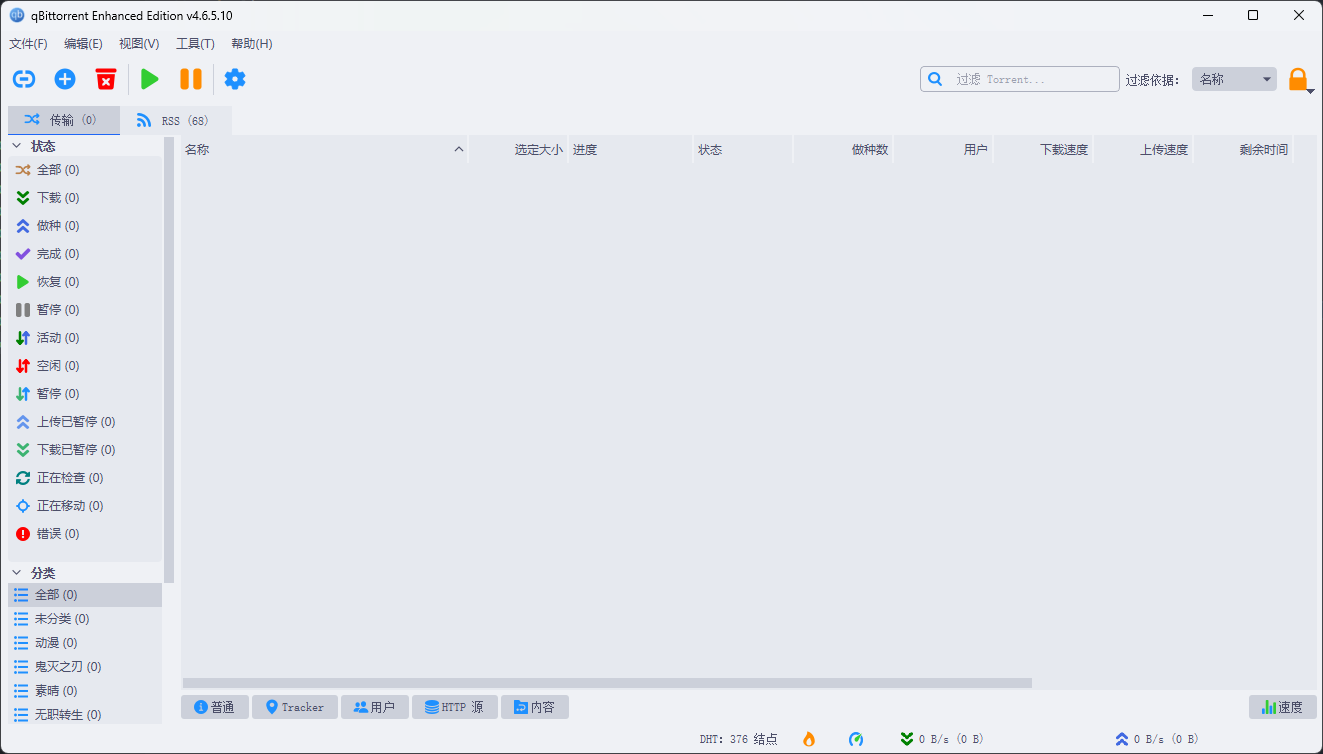 qBittorrent Enhanced Edition v4.6.5.10
文件(F) 编辑(E) 视图(V) 工具(T) 帮助(H)
过滤 Torrent... 过滤依据： 名称
传输 (0) RSS (68)
状态
全部 (0)
下载 (0)
做种 (0)
完成 (0)
恢复 (0)
暂停 (0)
活动 (0)
空闲 (0)
暂停 (0)
上传已暂停 (0)
下载已暂停 (0)
正在检查 (0)
正在移动 (0)
错误 (0)
分类
全部 (0)
未分类 (0)
动漫 (0)
鬼灭之刃 (0)
素晴 (0)
无职转生 (0)
名称 选定大小 进度 状态 做种数 用户 下载速度 上传速度 剩余时间
普通 Tracker 用户 HTTP 源 内容 速度
DHT: 376 结点 0 B/s (0 B) 0 B/s (0 B)